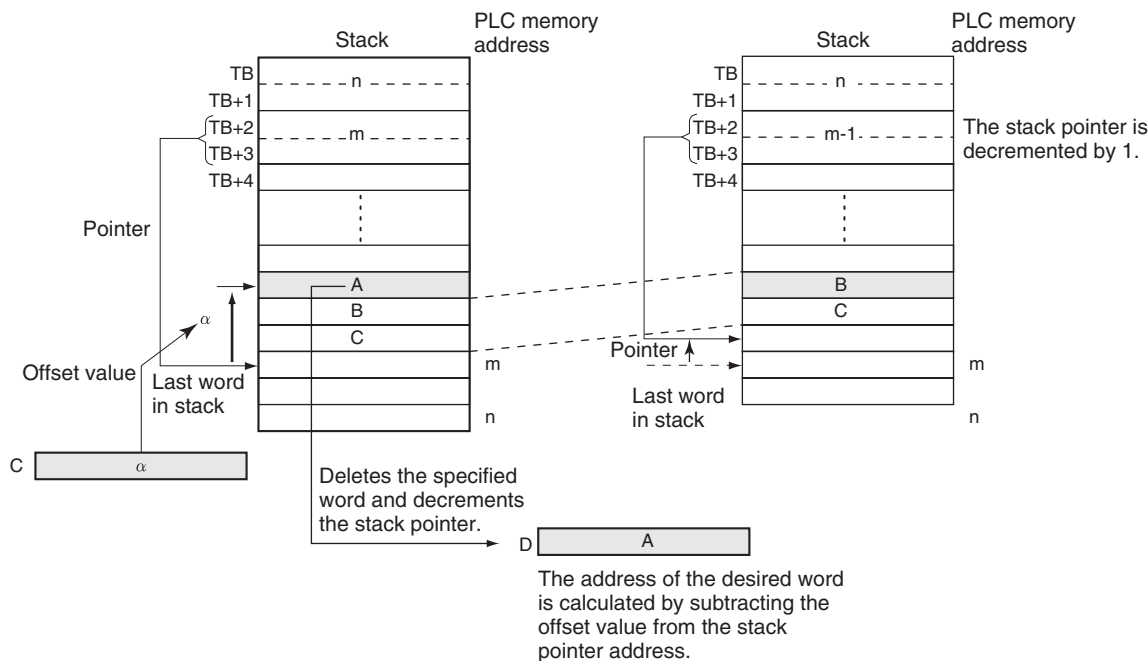 Stack
PLC memory
address
TB
n
TB+1
TB+2
m
TB+3
TB+4
Pointer
A
α
B
C
Offset value
Last word
in stack
m
n
C
α
Deletes the specified
word and decrements
the stack pointer.
D
A
The address of the desired word
is calculated by subtracting the
offset value from the stack
pointer address.
Stack
PLC memory
address
TB
n
TB+1
TB+2
m-1
TB+3
TB+4
The stack pointer is
decremented by 1.
B
C
Pointer
m
Last word
in stack
n